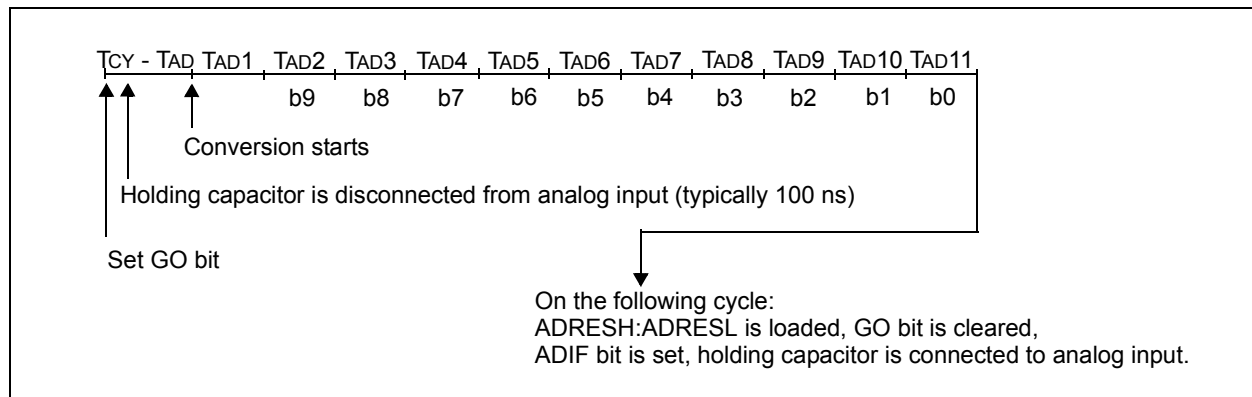 TCY - TAD TAD1 TAD2 TAD3 TAD4 TAD5 TAD6 TAD7 TAD8 TAD9 TAD10 TAD11
b9 b8 b7 b6 b5 b4 b3 b2 b1 b0
Conversion starts
Holding capacitor is disconnected from analog input (typically 100 ns)
Set GO bit
On the following cycle:
ADRESH:ADRESL is loaded, GO bit is cleared,
ADIF bit is set, holding capacitor is connected to analog input.